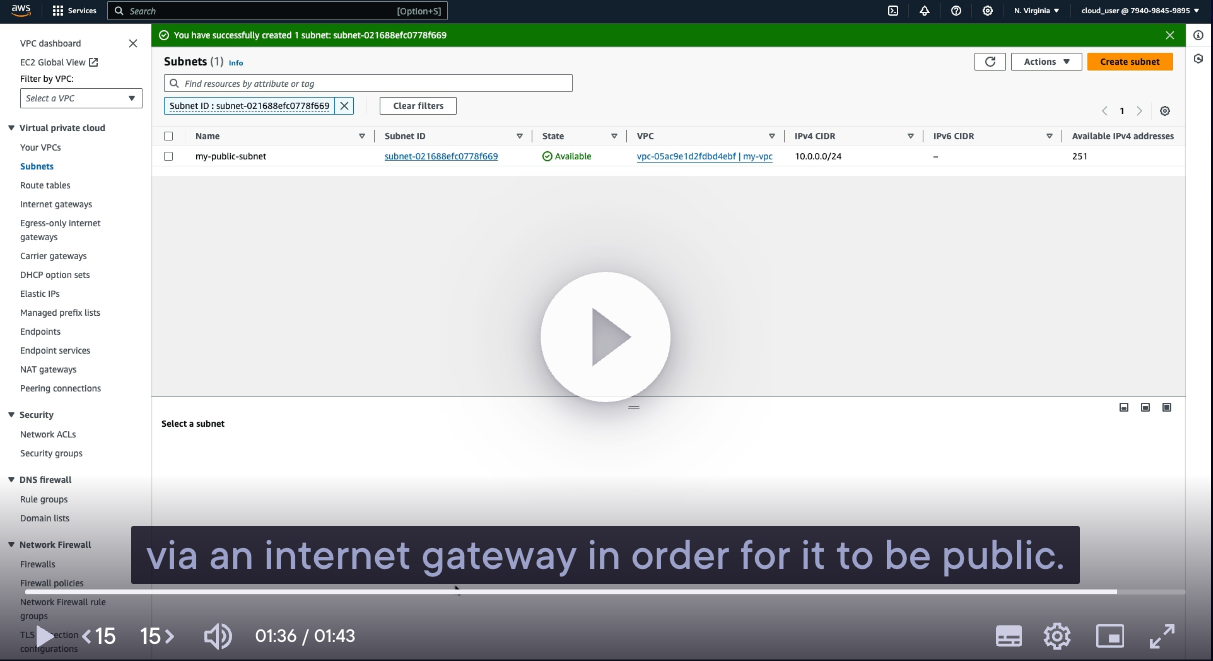 aws
Services
Search
[Option+S]
N. Virginia
cloud_user @ 7940-9845-9895
VPC dashboard
EC2 Global View
Filter by VPC:
Select a VPC
Virtual private cloud
Your VPCs
Subnets
Route tables
Internet gateways
Egress-only internet
gateways
Carrier gateways
DHCP option sets
Elastic IPs
Managed prefix lists
Endpoints
Endpoint services
NAT gateways
Peering connections
Security
Network ACLs
Security groups
DNS firewall
Rule groups
Domain lists
Network Firewall
Firewalls
Firewall policies
Network Firewall rule
groups
configurations
You have successfully created 1 subnet: subnet-021688efc0778f669
Subnets (1) Info
Actions
Create subnet
Find resources by attribute or tag
Subnet ID : subnet-021688efc0778f669
Clear filters
1
Name Subnet ID State VPC IPv4 CIDR IPv6 CIDR Available IPv4 addresses
my-public-subnet subnet-021688efc0778f669 Available vpc-05ac9e1d2fdbd4ebf | my-vpc 10.0.0.0/24 – 251
Select a subnet
via an internet gateway in order for it to be public.
<15 15> 01:36 / 01:43